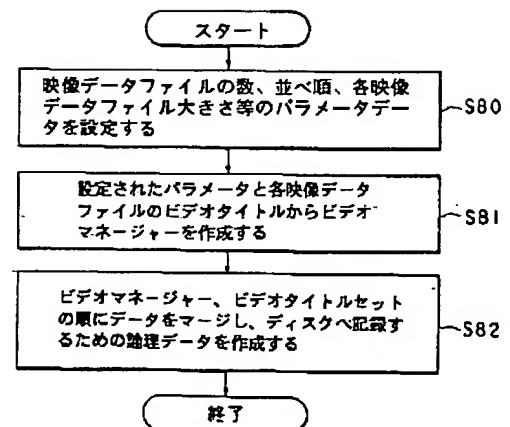 スタート
映像データファイルの数、並べ順、各映像
データファイル大きさ等のパラメータデー
タを設定する
S80
設定されたパラメータと各映像データ
ファイルのビデオタイトルからビデオ
マネージャーを作成する
S81
ビデオマネージャー、ビデオタイトルセット
の順にデータをマージし、ディスクへ記録す
るための論理データを作成する
S82
終了